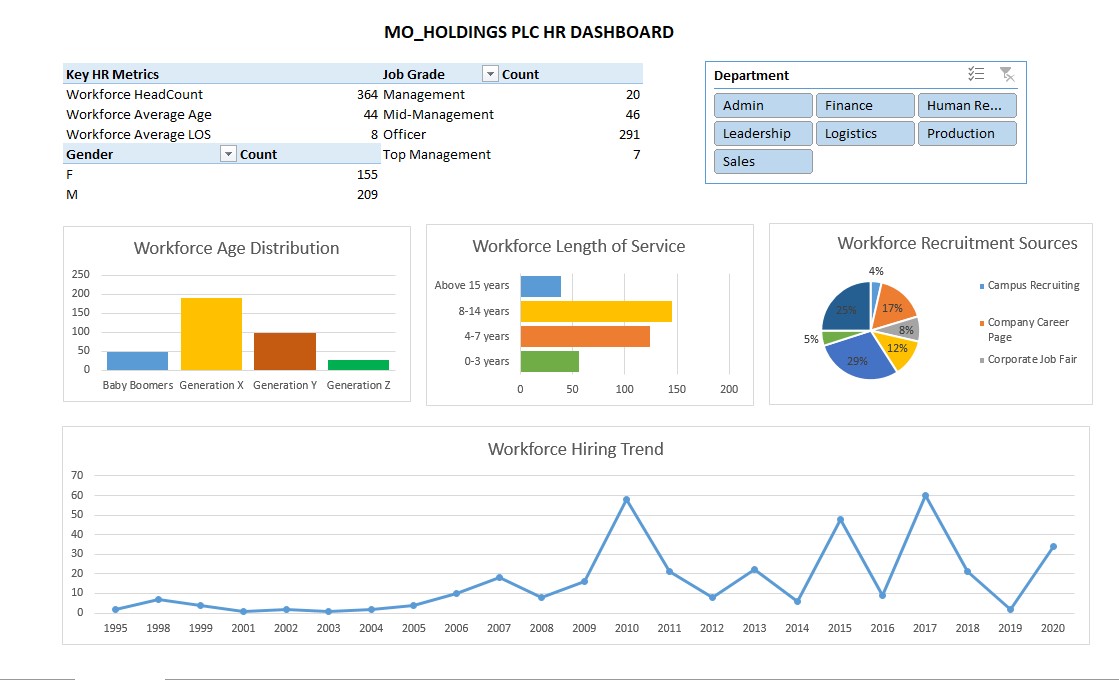 MO_HOLDINGS PLC HR DASHBOARD
Key HR Metrics
Workforce HeadCount 364
Workforce Average Age 44
Workforce Average LOS 8
Gender Count
F 155
M 209
Job Grade Count
Management 20
Mid-Management 46
Officer 291
Top Management 7
Department
Admin Finance Human Re...
Leadership Logistics Production
Sales
Workforce Age Distribution
250
200
150
100
50
0
Baby Boomers Generation X Generation Y Generation Z
Workforce Length of Service
Above 15 years
8-14 years
4-7 years
0-3 years
0 50 100 150 200
Workforce Recruitment Sources
4%
17%
8%
12%
29%
5%
25%
Campus Recruiting
Company Career
Page
Corporate Job Fair
Workforce Hiring Trend
70
60
50
40
30
20
10
0
1995 1998 1999 2001 2002 2003 2004 2005 2006 2007 2008 2009 2010 2011 2012 2013 2014 2015 2016 2017 2018 2019 2020